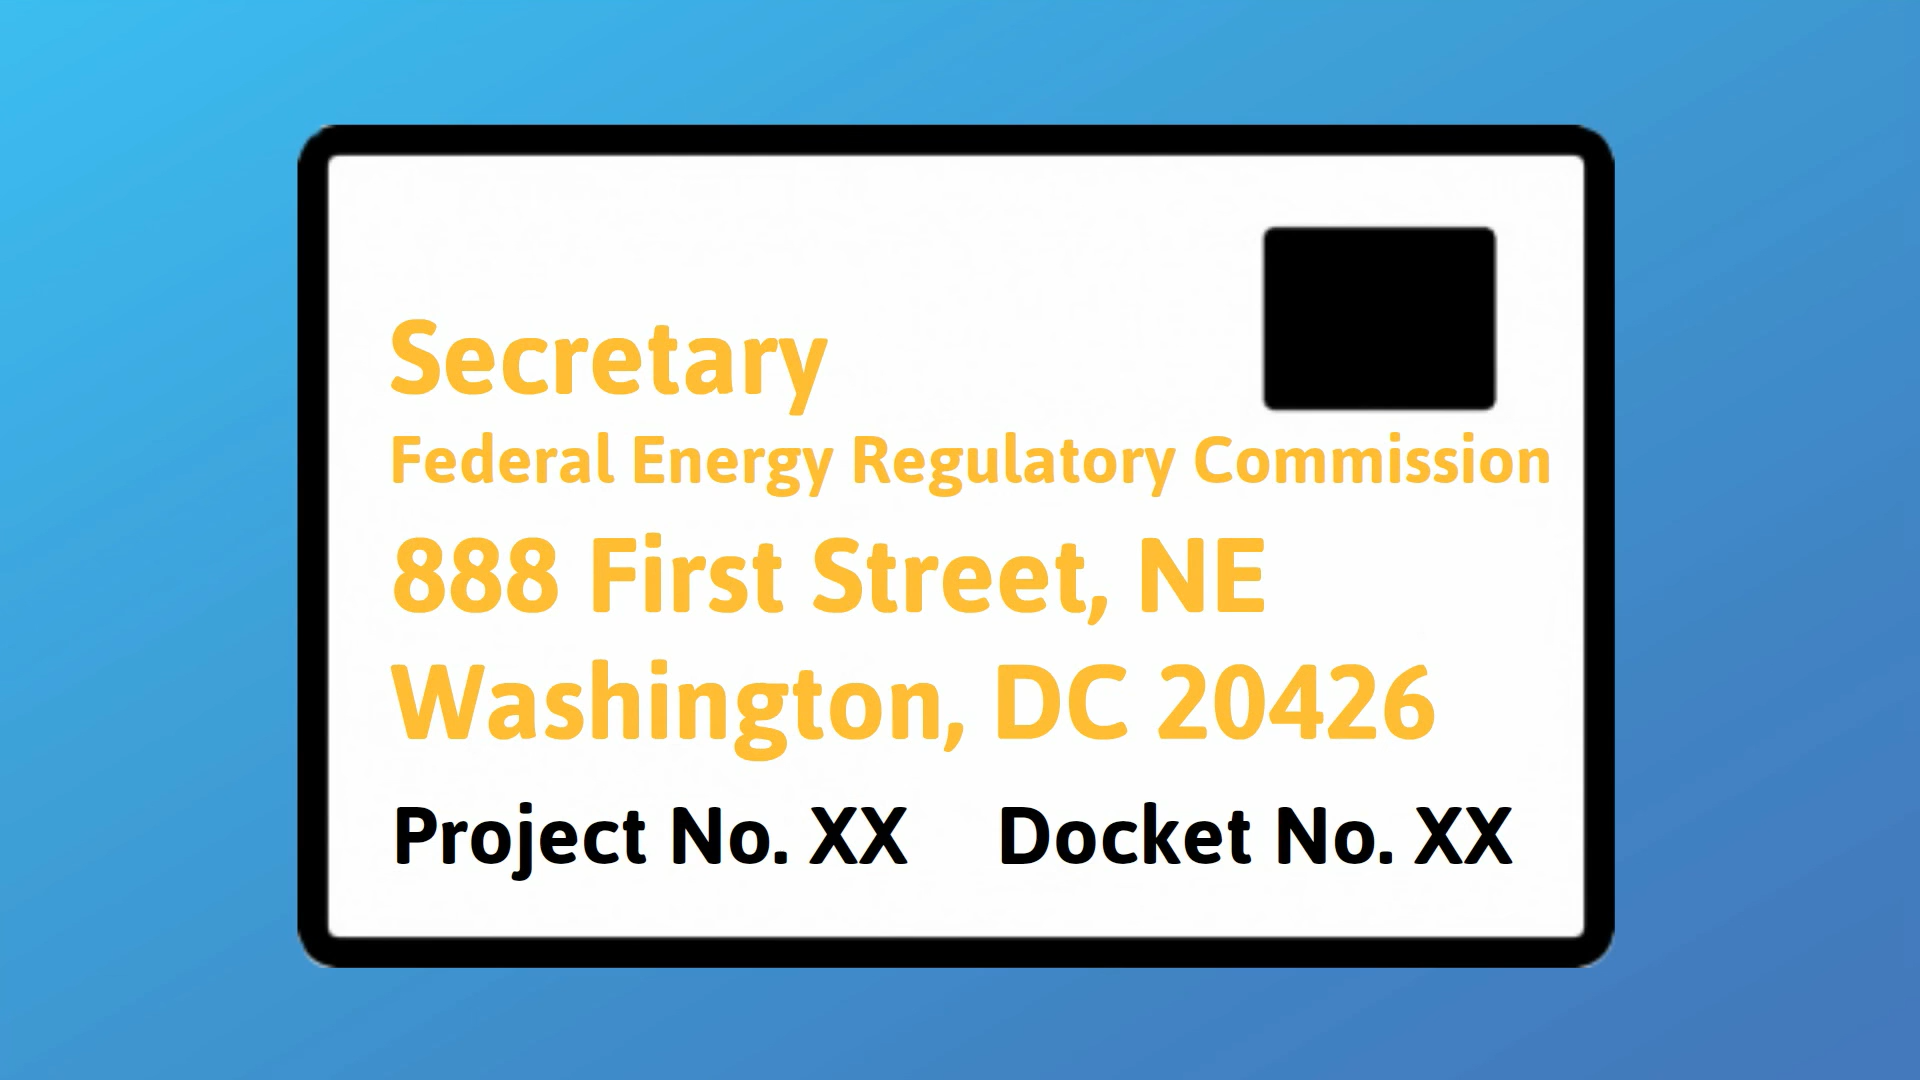 Secretary
Federal Energy Regulatory Commission
888 First Street, NE
Washington, DC 20426
Project No. XX Docket No. XX